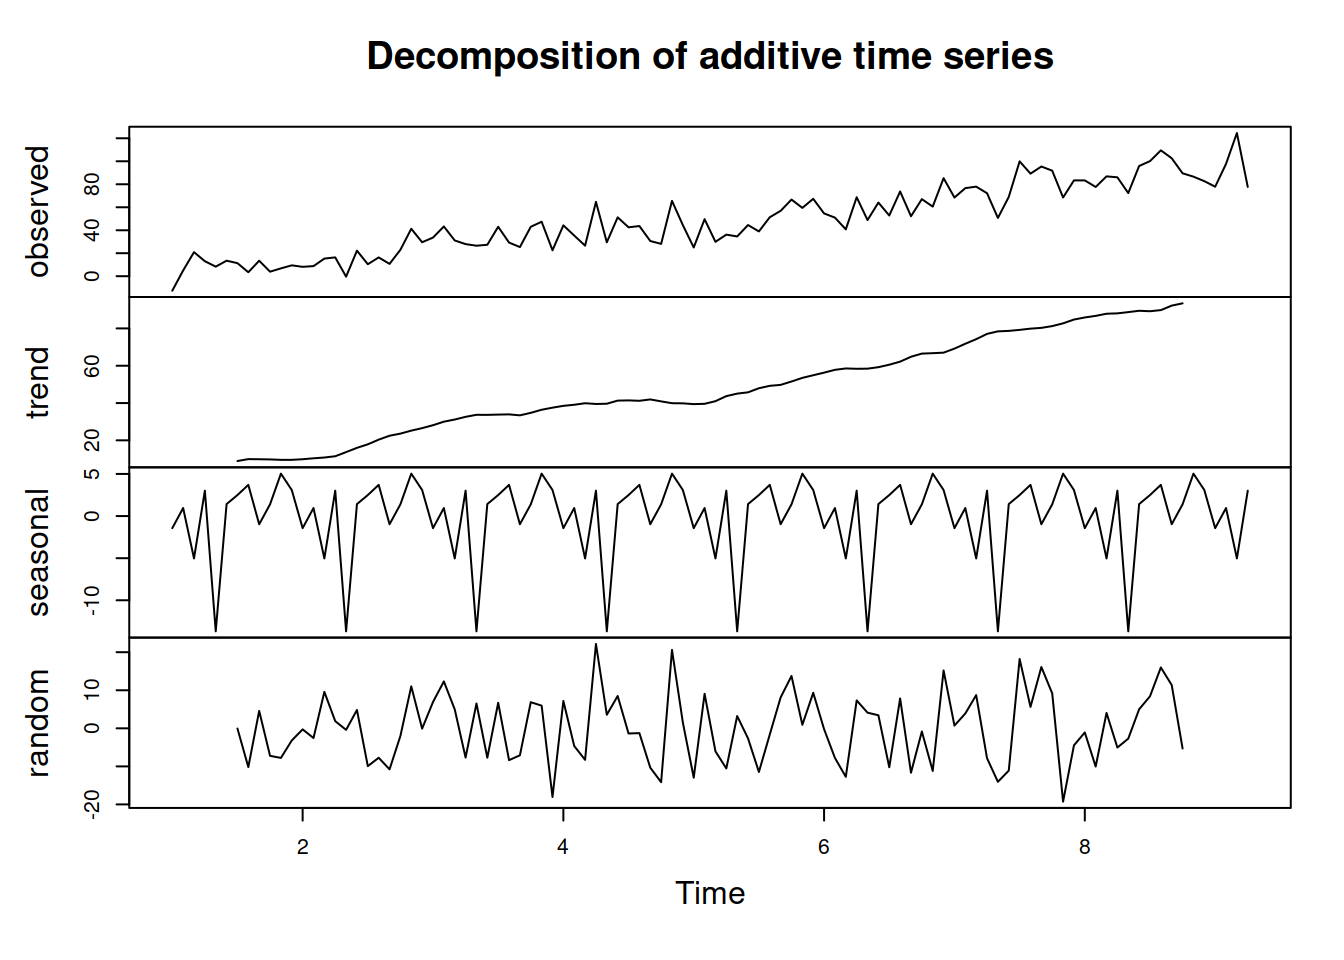 Decomposition of additive time series
observed
0 40 80
trend
20 60
seasonal
-10 0 5
random
-20 0 10
2 4 6 8
Time